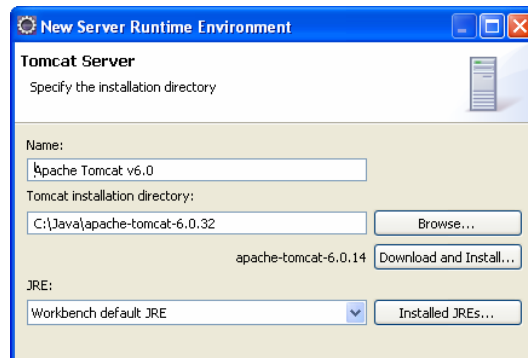 New Server Runtime Environment
Tomcat Server
Specify the installation directory
Name:
Apache Tomcat v6.0
Tomcat installation directory:
C:\Java\apache-tomcat-6.0.32
Browse...
apache-tomcat-6.0.14
Download and Install...
JRE:
Workbench default JRE
Installed JREs...